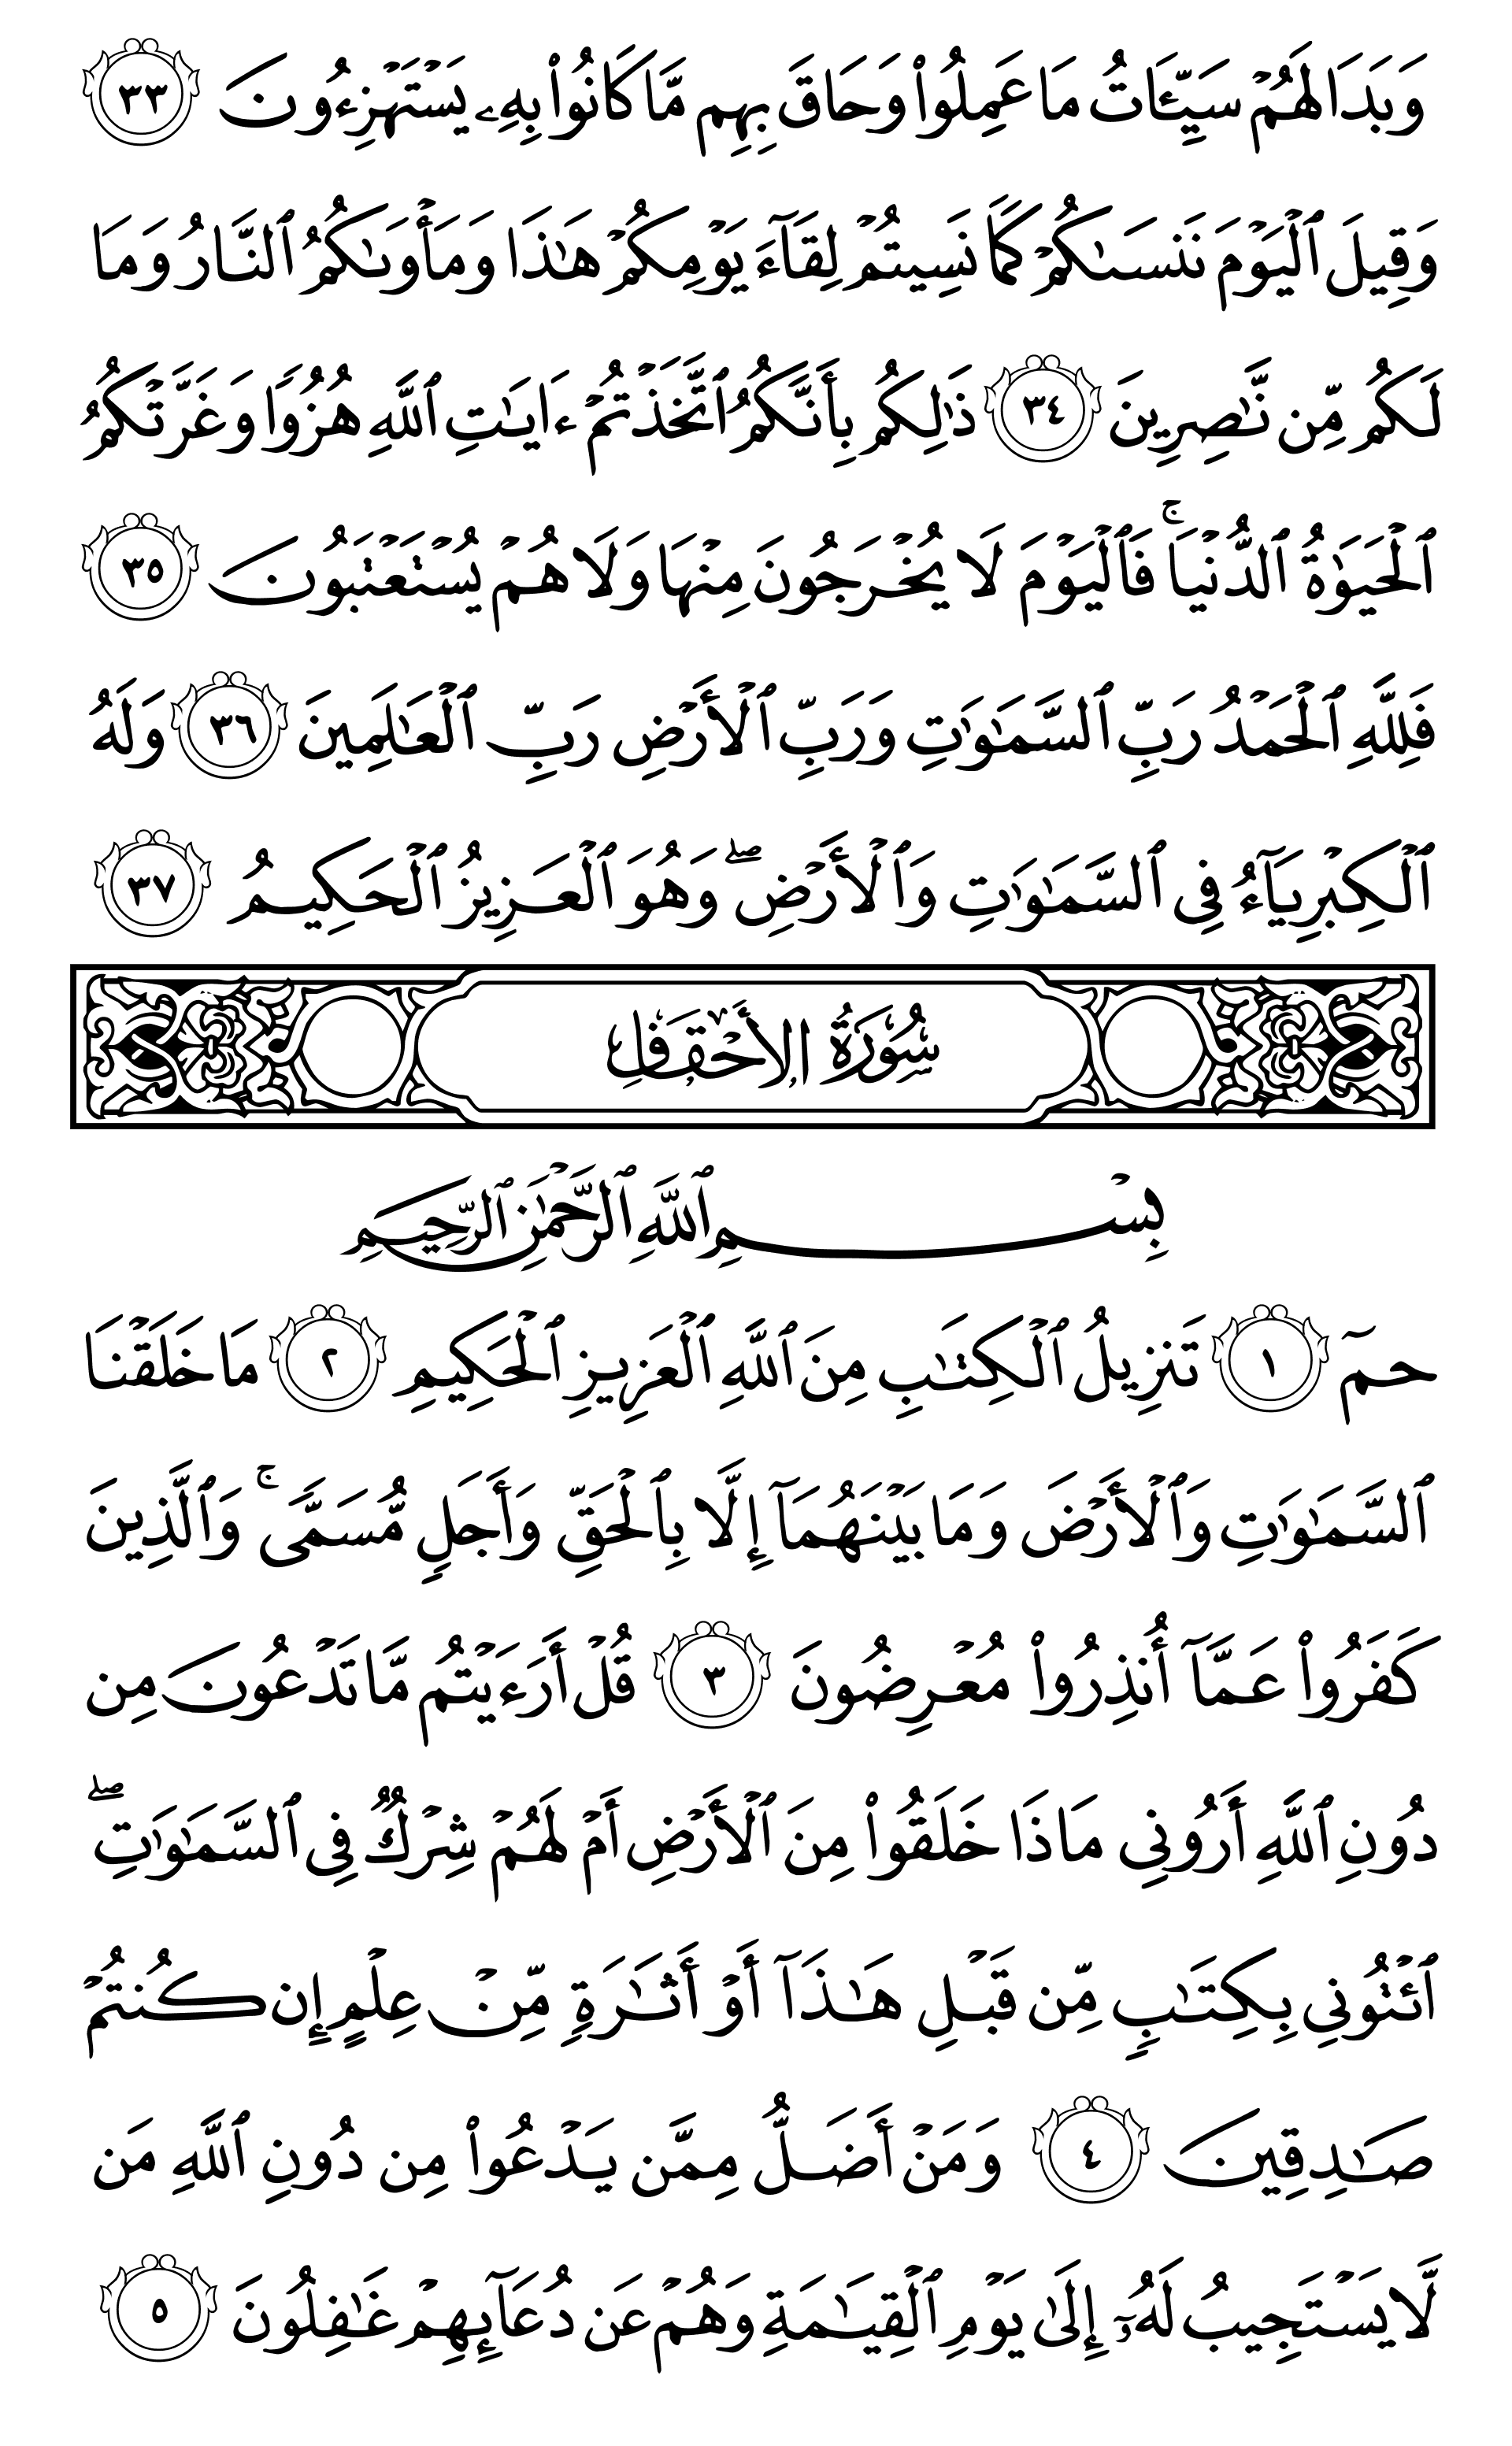 وَبَدَا لَهُمْ سَيِّـَٔاتُ مَا عَمِلُوا۟ وَحَاقَ بِهِم مَّا كَانُوا۟ بِهِۦ يَسْتَهْزِءُونَ ٣٣
وَقِيلَ ٱلْيَوْمَ نَنسَىٰكُمْ كَمَا نَسِيتُمْ لِقَآءَ يَوْمِكُمْ هَٰذَا وَمَأْوَىٰكُمُ ٱلنَّارُ وَمَا
لَكُم مِّن نَّٰصِرِينَ ٣٤ ذَٰلِكُم بِأَنَّكُمُ ٱتَّخَذْتُمْ ءَايَٰتِ ٱللَّهِ هُزُوًا وَغَرَّتْكُمُ
ٱلْحَيَوٰةُ ٱلدُّنْيَا ۚ فَٱلْيَوْمَ لَا يُخْرَجُونَ مِنْهَا وَلَا هُمْ يُسْتَعْتَبُونَ ٣٥
فَلِلَّهِ ٱلْحَمْدُ رَبِّ ٱلسَّمَٰوَٰتِ وَرَبِّ ٱلْأَرْضِ رَبِّ ٱلْعَٰلَمِينَ ٣٦ وَلَهُ
ٱلْكِبْرِيَآءُ فِى ٱلسَّمَٰوَٰتِ وَٱلْأَرْضِ ۖ وَهُوَ ٱلْعَزِيزُ ٱلْحَكِيمُ ٣٧
سُورَةُ الأَحْقَافِ
بِسْمِ ٱللَّهِ ٱلرَّحْمَٰنِ ٱلرَّحِيمِ
حمٓ ١ تَنزِيلُ ٱلْكِتَٰبِ مِنَ ٱللَّهِ ٱلْعَزِيزِ ٱلْحَكِيمِ ٢ مَا خَلَقْنَا
ٱلسَّمَٰوَٰتِ وَٱلْأَرْضَ وَمَا بَيْنَهُمَآ إِلَّا بِٱلْحَقِّ وَأَجَلٍ مُّسَمًّى ۚ وَٱلَّذِينَ
كَفَرُوا۟ عَمَّآ أُنذِرُوا۟ مُعْرِضُونَ ٣ قُلْ أَرَءَيْتُم مَّا تَدْعُونَ مِن
دُونِ ٱللَّهِ أَرُونِى مَاذَا خَلَقُوا۟ مِنَ ٱلْأَرْضِ أَمْ لَهُمْ شِرْكٌ فِى ٱلسَّمَٰوَٰتِ ۖ
ٱئْتُونِى بِكِتَٰبٍ مِّن قَبْلِ هَٰذَآ أَوْ أَثَٰرَةٍ مِّنْ عِلْمٍ إِن كُنتُمْ
صَٰدِقِينَ ٤ وَمَنْ أَضَلُّ مِمَّن يَدْعُوا۟ مِن دُونِ ٱللَّهِ مَن
لَّا يَسْتَجِيبُ لَهُۥٓ إِلَىٰ يَوْمِ ٱلْقِيَٰمَةِ وَهُمْ عَن دُعَآئِهِمْ غَٰفِلُونَ ٥